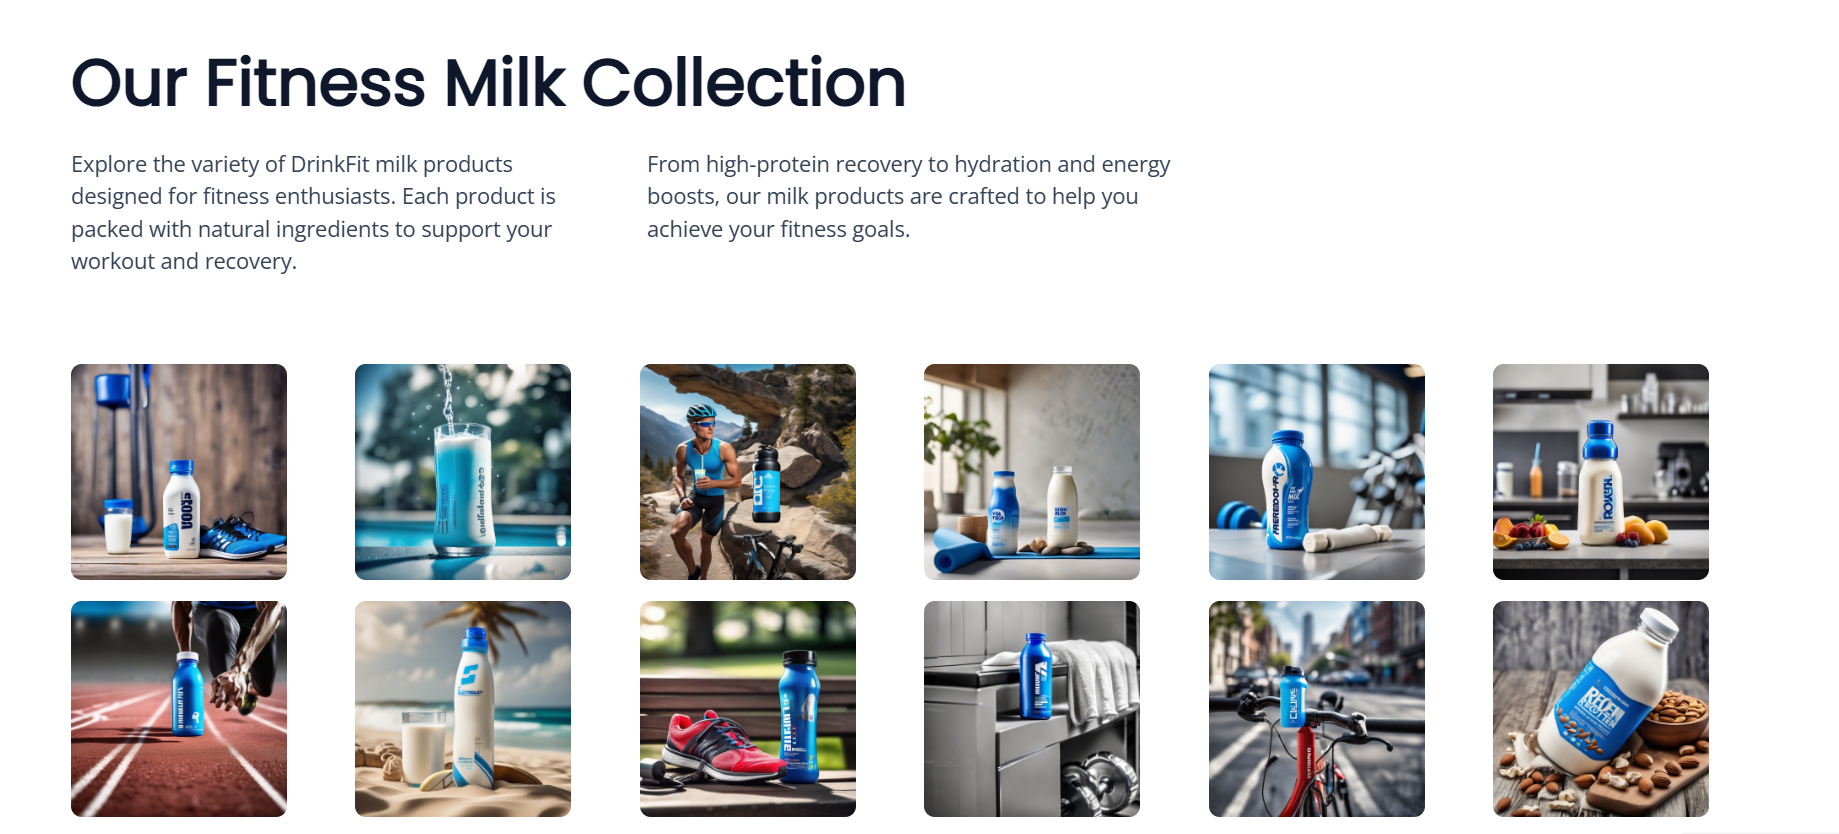 Our Fitness Milk Collection
Explore the variety of DrinkFit milk products
designed for fitness enthusiasts. Each product is
packed with natural ingredients to support your
workout and recovery.
From high-protein recovery to hydration and energy
boosts, our milk products are crafted to help you
achieve your fitness goals.